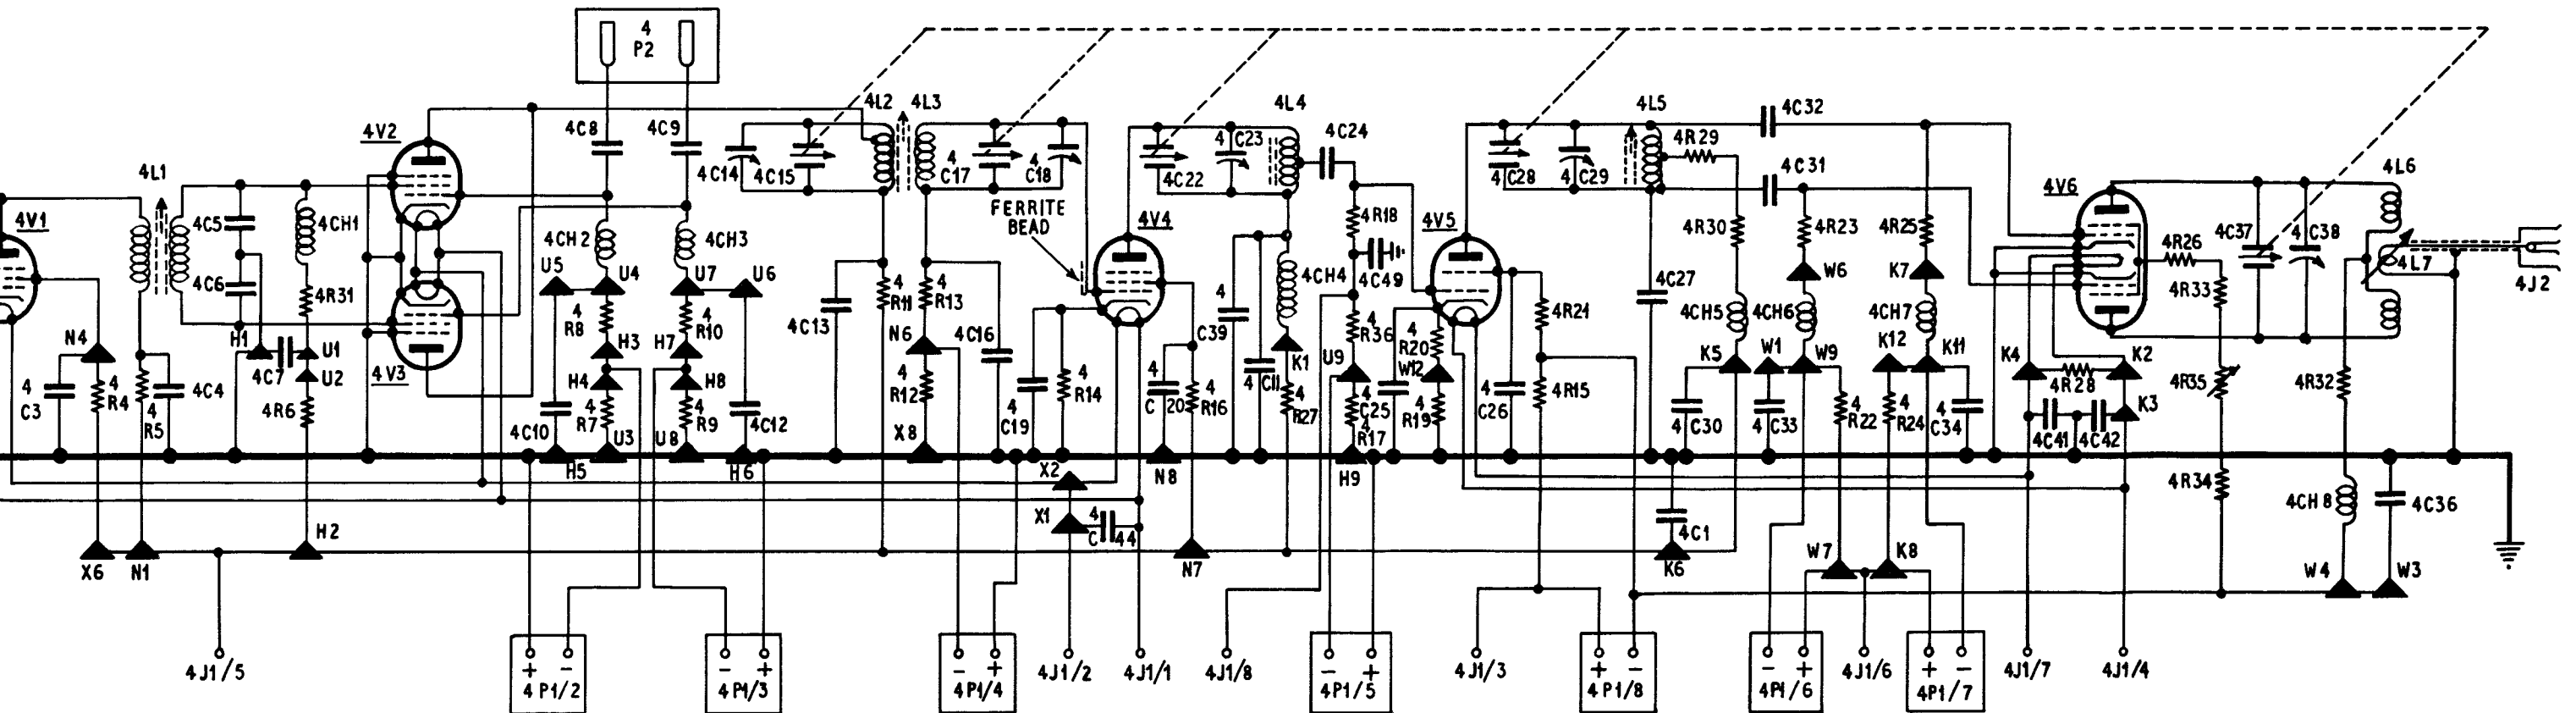 4
P2
4L2
4L3
4L4
4L5
4C32
4V2
4C8
4C9
4C14
4C15
4
C17
4
C18
4
C22
4
C23
4C24
4
C28
4
C29
4R29
4C31
4L6
4L1
4V1
4C5
4CH1
4C6
4R31
FERRITE
BEAD
4V4
4R18
4V5
4C49
4V6
4R30
4R23
4R25
4R26
4C37
4
C38
4L7
4J2
4CH2
4CH3
U5
U4
U7
U6
4
R11
4
R13
4
C39
4CH4
4C27
W6
K7
4R33
4CH5
4CH6
4CH7
N4
H1
4C7
U1
U2
4R6
4V3
4
R8
H3
4
R10
H7
4C13
N6
4C16
4
R36
4
R20
4R21
K12
K5
W1
W9
K11
K4
K2
4R28
4R35
4R32
4
C3
4
R4
4
R5
4C4
H4
4
R7
H8
4
R9
4
R12
4
C19
4
R14
4
C20
4
R16
4
C11
K1
4
R27
U9
4
C25
4
R17
W12
4
R19
4
C26
4R15
4
C30
4
C33
4
R22
4
R24
4
C34
4C41
4C42
K3
4C10
U3
U8
4C12
X8
H5
H6
X2
N8
H9
4R34
4CH8
4C36
X1
4
C44
4C1
H2
X6
N1
N7
K6
W7
K8
W4
W3
4J1/5
+ -
4P1/2
- +
4P1/3
- +
4P1/4
4J1/2
4J1/1
4J1/8
- +
4P1/5
4J1/3
+ -
4P1/8
- +
4P1/6
4J1/6
+ -
4P1/7
4J1/7
4J1/4